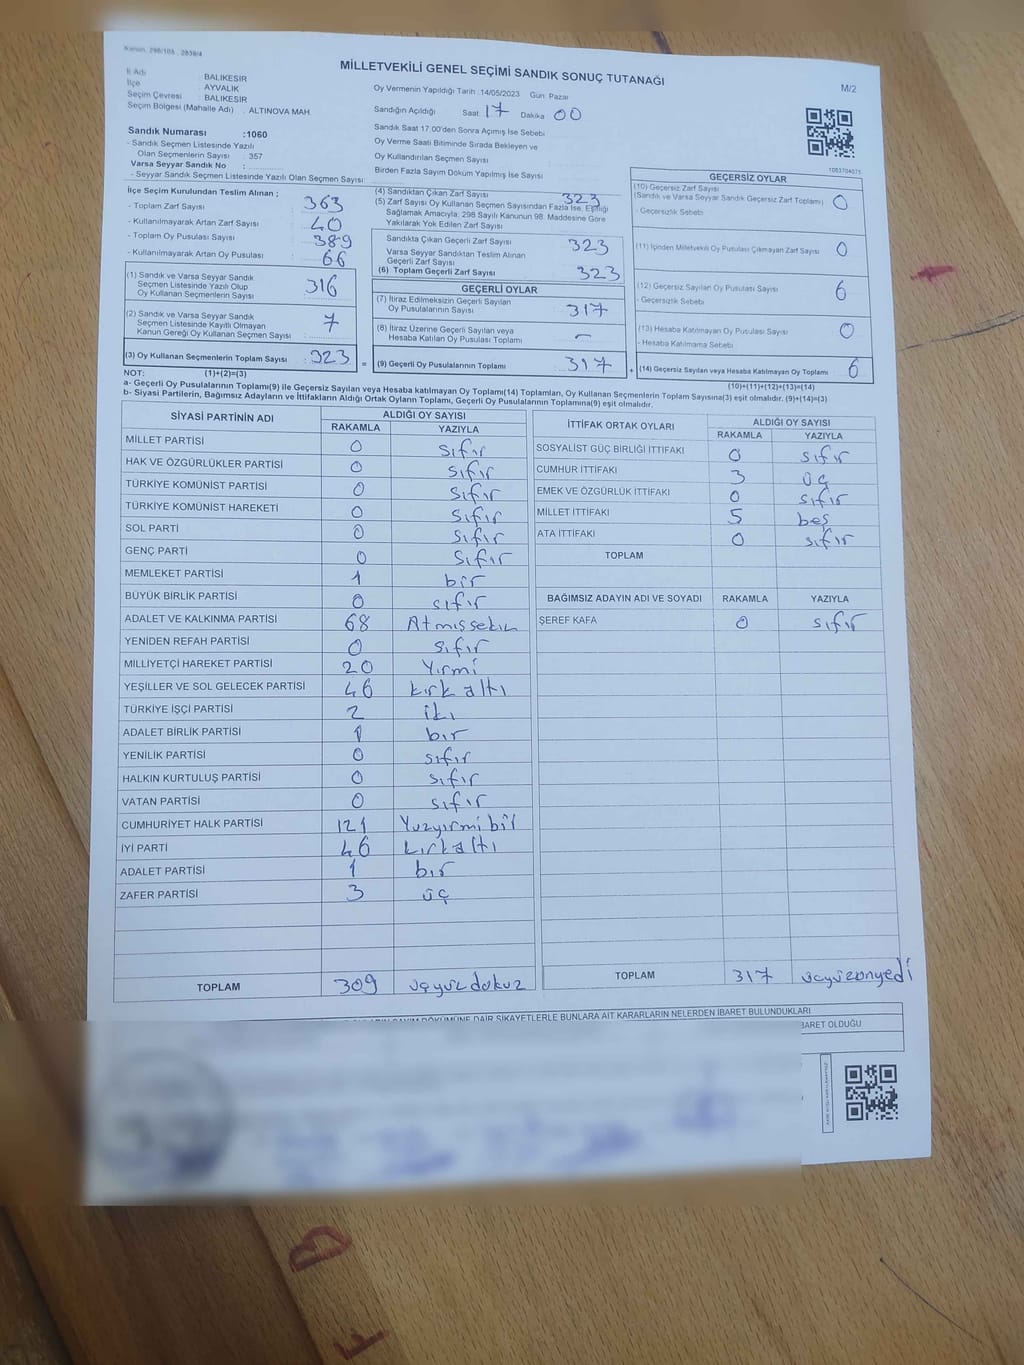 Kanun, 298/105 , 2839/4
MİLLETVEKİLİ GENEL SEÇİMİ SANDIK SONUÇ TUTANAĞI
M/2
İl Adı : BALIKESİR
İlçe : AYVALIK
Seçim Çevresi : BALIKESİR
Seçim Bölgesi (Mahalle Adı) : ALTINOVA MAH.
Oy Vermenin Yapıldığı Tarih :14/05/2023 Gün: Pazar
Sandığın Açıldığı Saat 17 Dakika 00
Sandık Saat 17:00'den Sonra Açımış İse Sebebi
Oy Verme Saati Bitiminde Sırada Bekleyen ve
Oy Kullandırılan Seçmen Sayısı
Birden Fazla Sayım Döküm Yapılmış İse Sayısı
Sandık Numarası :1060
- Sandık Seçmen Listesinde Yazılı
Olan Seçmenlerin Sayısı : 357
Varsa Seyyar Sandık No :
- Seyyar Sandık Seçmen Listesinde Yazılı Olan Seçmen Sayısı:
İlçe Seçim Kurulundan Teslim Alınan ;
- Toplam Zarf Sayısı : 363
- Kullanılmayarak Artan Zarf Sayısı : 40
- Toplam Oy Pusulası Sayısı : 389
- Kullanılmayarak Artan Oy Pusulası : 66
(1) Sandık ve Varsa Seyyar Sandık
Seçmen Listesinde Yazılı Olup
Oy Kullanan Seçmenlerin Sayısı : 316
(2) Sandık ve Varsa Seyyar Sandık
Seçmen Listesinde Kayıtlı Olmayan
Kanun Gereği Oy Kullanan Seçmen Sayısı : 7
(3) Oy Kullanan Seçmenlerin Toplam Sayısı : 323
(4) Sandıktan Çıkan Zarf Sayısı 323
(5) Zarf Sayısı Oy Kullanan Seçmen Sayısından Fazla İse, Eşitliği
Sağlamak Amacıyla; 298 Sayılı Kanunun 98. Maddesine Göre
Yakılarak Yok Edilen Zarf Sayısı
Sandıkta Çıkan Geçerli Zarf Sayısı 323
Varsa Seyyar Sandıktan Teslim Alınan
Geçerli Zarf Sayısı
(6) Toplam Geçerli Zarf Sayısı 323
GEÇERLİ OYLAR
(7) İtiraz Edilmeksizin Geçerli Sayılan
Oy Pusulalarının Sayısı : 317
(8) İtiraz Üzerine Geçerli Sayılan veya
Hesaba Katılan Oy Pusulası Toplamı : -
= (9) Geçerli Oy Pusulalarının Toplamı : 317
GEÇERSİZ OYLAR
(10) Geçersiz Zarf Sayısı
(Sandık ve Varsa Seyyar Sandık Geçersiz Zarf Toplamı) 0
- Geçersizlik Sebebi
(11) İçinden Milletvekili Oy Pusulası Çıkmayan Zarf Sayısı 0
(12) Geçersiz Sayılan Oy Pusulası Sayısı 6
- Geçersizlik Sebebi
(13) Hesaba Katılmayan Oy Pusulası Sayısı 0
- Hesaba Katılmama Sebebi
+ (14) Geçersiz Sayılan veya Hesaba Katılmayan Oy Toplamı 6
NOT: (1)+(2)=(3) (10)+(11)+(12)+(13)=(14)
a- Geçerli Oy Pusulalarının Toplamı(9) ile Geçersiz Sayılan veya Hesaba katılmayan Oy Toplamı(14) Toplamları, Oy Kullanan Seçmenlerin Toplam Sayısına(3) eşit olmalıdır. (9)+(14)=(3)
b- Siyasi Partilerin, Bağımsız Adayların ve İttifakların Aldığı Ortak Oyların Toplamı, Geçerli Oy Pusulalarının Toplamına(9) eşit olmalıdır.
SİYASİ PARTİNİN ADI ALDIĞI OY SAYISI
RAKAMLA YAZIYLA
MİLLET PARTİSİ 0 sıfır
HAK VE ÖZGÜRLÜKLER PARTİSİ 0 sıfır
TÜRKİYE KOMÜNİST PARTİSİ 0 sıfır
TÜRKİYE KOMÜNİST HAREKETİ 0 sıfır
SOL PARTİ 0 sıfır
GENÇ PARTİ 0 sıfır
MEMLEKET PARTİSİ 1 bir
BÜYÜK BİRLİK PARTİSİ 0 sıfır
ADALET VE KALKINMA PARTİSİ 68 Atmışsekiz
YENİDEN REFAH PARTİSİ 0 sıfır
MİLLİYETÇİ HAREKET PARTİSİ 20 Yirmi
YEŞİLLER VE SOL GELECEK PARTİSİ 46 kırk altı
TÜRKİYE İŞÇİ PARTİSİ 2 iki
ADALET BİRLİK PARTİSİ 1 bir
YENİLİK PARTİSİ 0 sıfır
HALKIN KURTULUŞ PARTİSİ 0 sıfır
VATAN PARTİSİ 0 sıfır
CUMHURİYET HALK PARTİSİ 121 Yüzyirmi bir
İYİ PARTİ 46 kırkaltı
ADALET PARTİSİ 1 bir
ZAFER PARTİSİ 3 üç
TOPLAM 309 üçyüz dokuz
İTTİFAK ORTAK OYLARI ALDIĞI OY SAYISI
RAKAMLA YAZIYLA
SOSYALİST GÜÇ BİRLİĞİ İTTİFAKI 0 sıfır
CUMHUR İTTİFAKI 3 üç
EMEK VE ÖZGÜRLÜK İTTİFAKI 0 sıfır
MİLLET İTTİFAKI 5 beş
ATA İTTİFAKI 0 sıfır
TOPLAM
BAĞIMSIZ ADAYIN ADI VE SOYADI RAKAMLA YAZIYLA
ŞEREF KAFA 0 sıfır
TOPLAM 317 üçyüzonyedi
DÖKÜMÜNE DAİR ŞİKAYETLERLE BUNLARA AİT KARARLARIN NELERDEN İBARET BULUNDUKLARI
BARET OLDUĞU